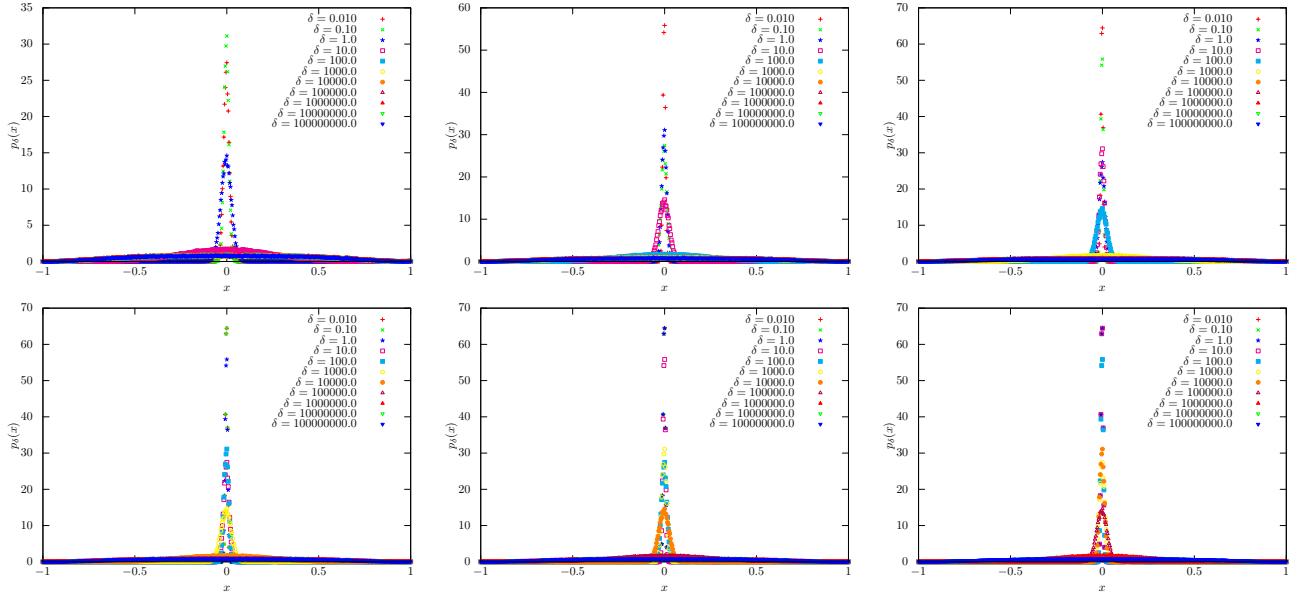 35
30
25
20
15
10
5
0
p_δ(x)
−1 −0.5 0 0.5 1
x
δ = 0.010
δ = 0.10
δ = 1.0
δ = 10.0
δ = 100.0
δ = 1000.0
δ = 10000.0
δ = 100000.0
δ = 1000000.0
δ = 10000000.0
δ = 100000000.0
60
50
40
30
20
10
0
p_δ(x)
−1 −0.5 0 0.5 1
x
δ = 0.010
δ = 0.10
δ = 1.0
δ = 10.0
δ = 100.0
δ = 1000.0
δ = 10000.0
δ = 100000.0
δ = 1000000.0
δ = 10000000.0
δ = 100000000.0
70
60
50
40
30
20
10
0
p_δ(x)
−1 −0.5 0 0.5 1
x
δ = 0.010
δ = 0.10
δ = 1.0
δ = 10.0
δ = 100.0
δ = 1000.0
δ = 10000.0
δ = 100000.0
δ = 1000000.0
δ = 10000000.0
δ = 100000000.0
70
60
50
40
30
20
10
0
p_δ(x)
−1 −0.5 0 0.5 1
x
δ = 0.010
δ = 0.10
δ = 1.0
δ = 10.0
δ = 100.0
δ = 1000.0
δ = 10000.0
δ = 100000.0
δ = 1000000.0
δ = 10000000.0
δ = 100000000.0
70
60
50
40
30
20
10
0
p_δ(x)
−1 −0.5 0 0.5 1
x
δ = 0.010
δ = 0.10
δ = 1.0
δ = 10.0
δ = 100.0
δ = 1000.0
δ = 10000.0
δ = 100000.0
δ = 1000000.0
δ = 10000000.0
δ = 100000000.0
70
60
50
40
30
20
10
0
p_δ(x)
−1 −0.5 0 0.5 1
x
δ = 0.010
δ = 0.10
δ = 1.0
δ = 10.0
δ = 100.0
δ = 1000.0
δ = 10000.0
δ = 100000.0
δ = 1000000.0
δ = 10000000.0
δ = 100000000.0